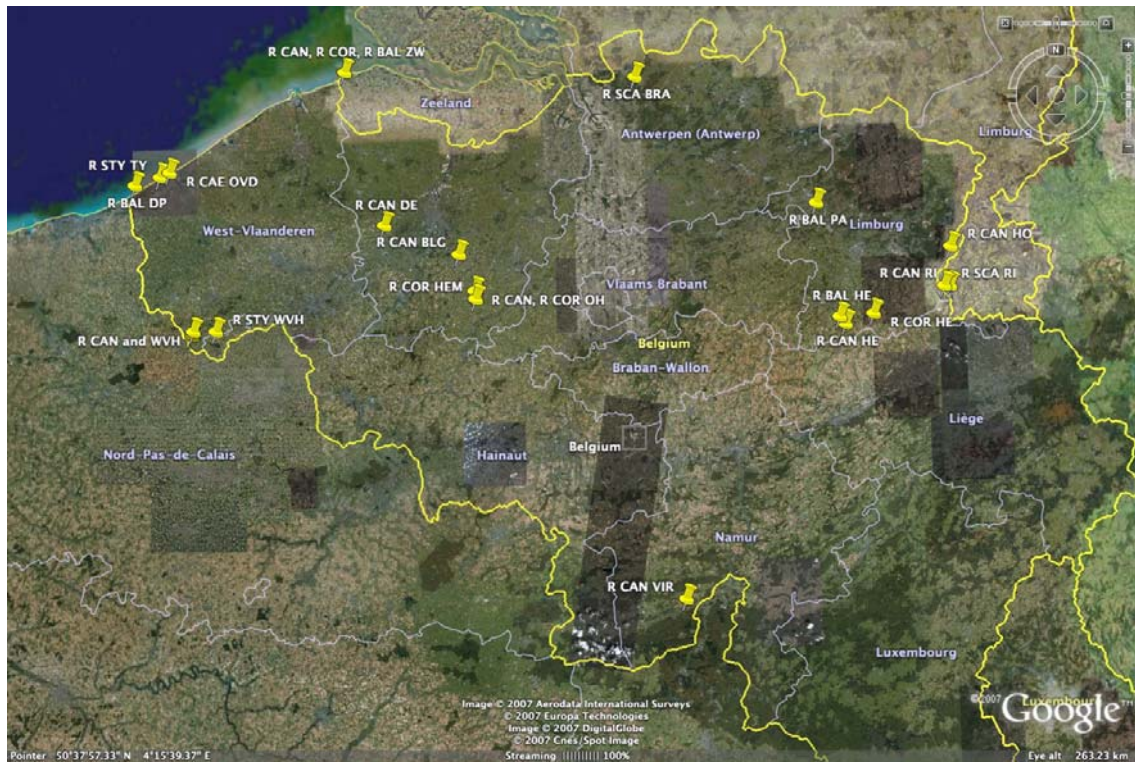 R CAN, R COR, R BAL ZW
N
R SCA BRA
Zeeland
Antwerpen (Antwerp)
Limburg
R STY TY
R CAE OVD
R BAL DP
R CAN DE
R BAL PA
Limburg
West-Vlaanderen
R CAN HO
R CAN BLG
R CAN RI
R SCA RI
R COR HEM
Vlaams Brabant
R CAN, R COR OH
R BAL HE
R STY WVH
R COR HE
R CAN and WVH
Belgium
R CAN HE
Braban-Wallon
Liège
Belgium
Nord-Pas-de-Calais
Hainaut
Namur
R CAN VIR
Luxembourg
Image © 2007 Aerodata International Surveys
© 2007 Europa Technologies
Image © 2007 DigitalGlobe
© 2007 Cnes/Spot Image
©2007 Google™
Luxembourg
Pointer 50°37'57.33" N 4°15'39.37" E
Streaming 100%
Eye alt 263.23 km